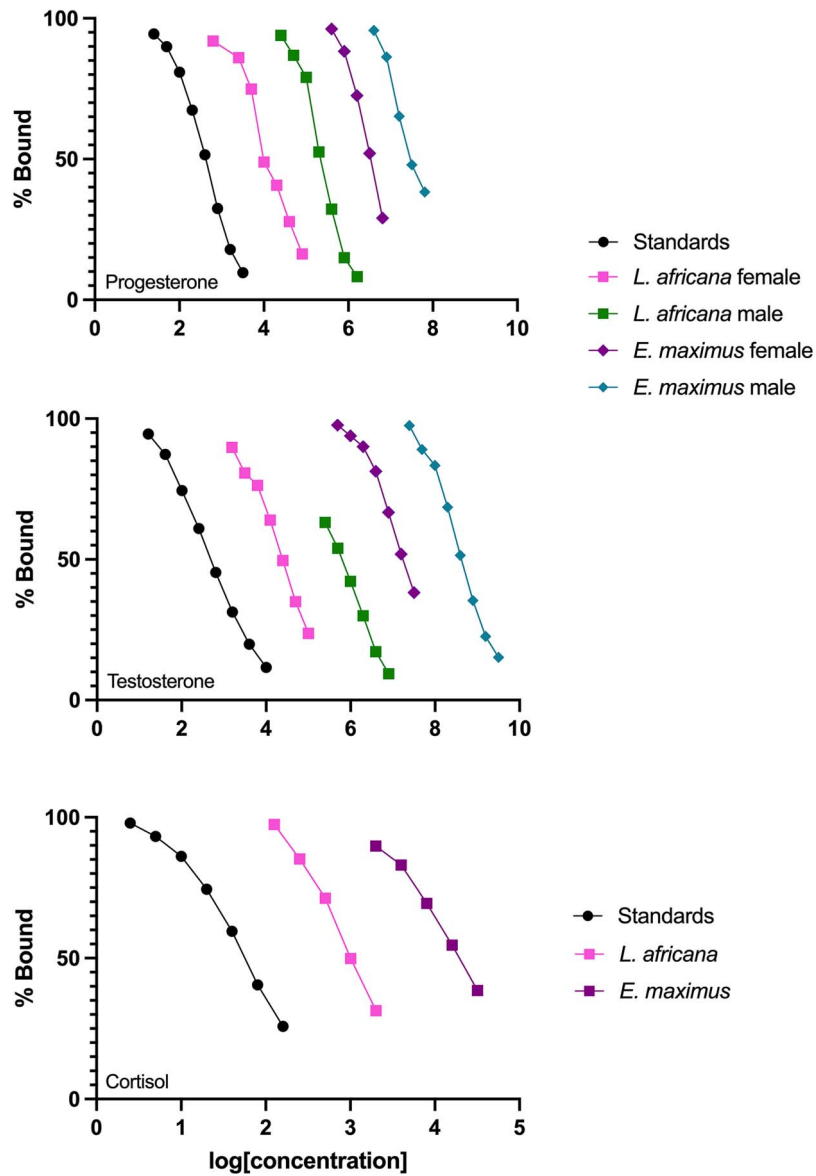 100
% Bound
50
0
Progesterone
0 2 4 6 8 10
Standards
L. africana female
L. africana male
E. maximus female
E. maximus male
100
% Bound
50
0
Testosterone
0 2 4 6 8 10
100
% Bound
50
0
Cortisol
0 1 2 3 4 5
log[concentration]
Standards
L. africana
E. maximus